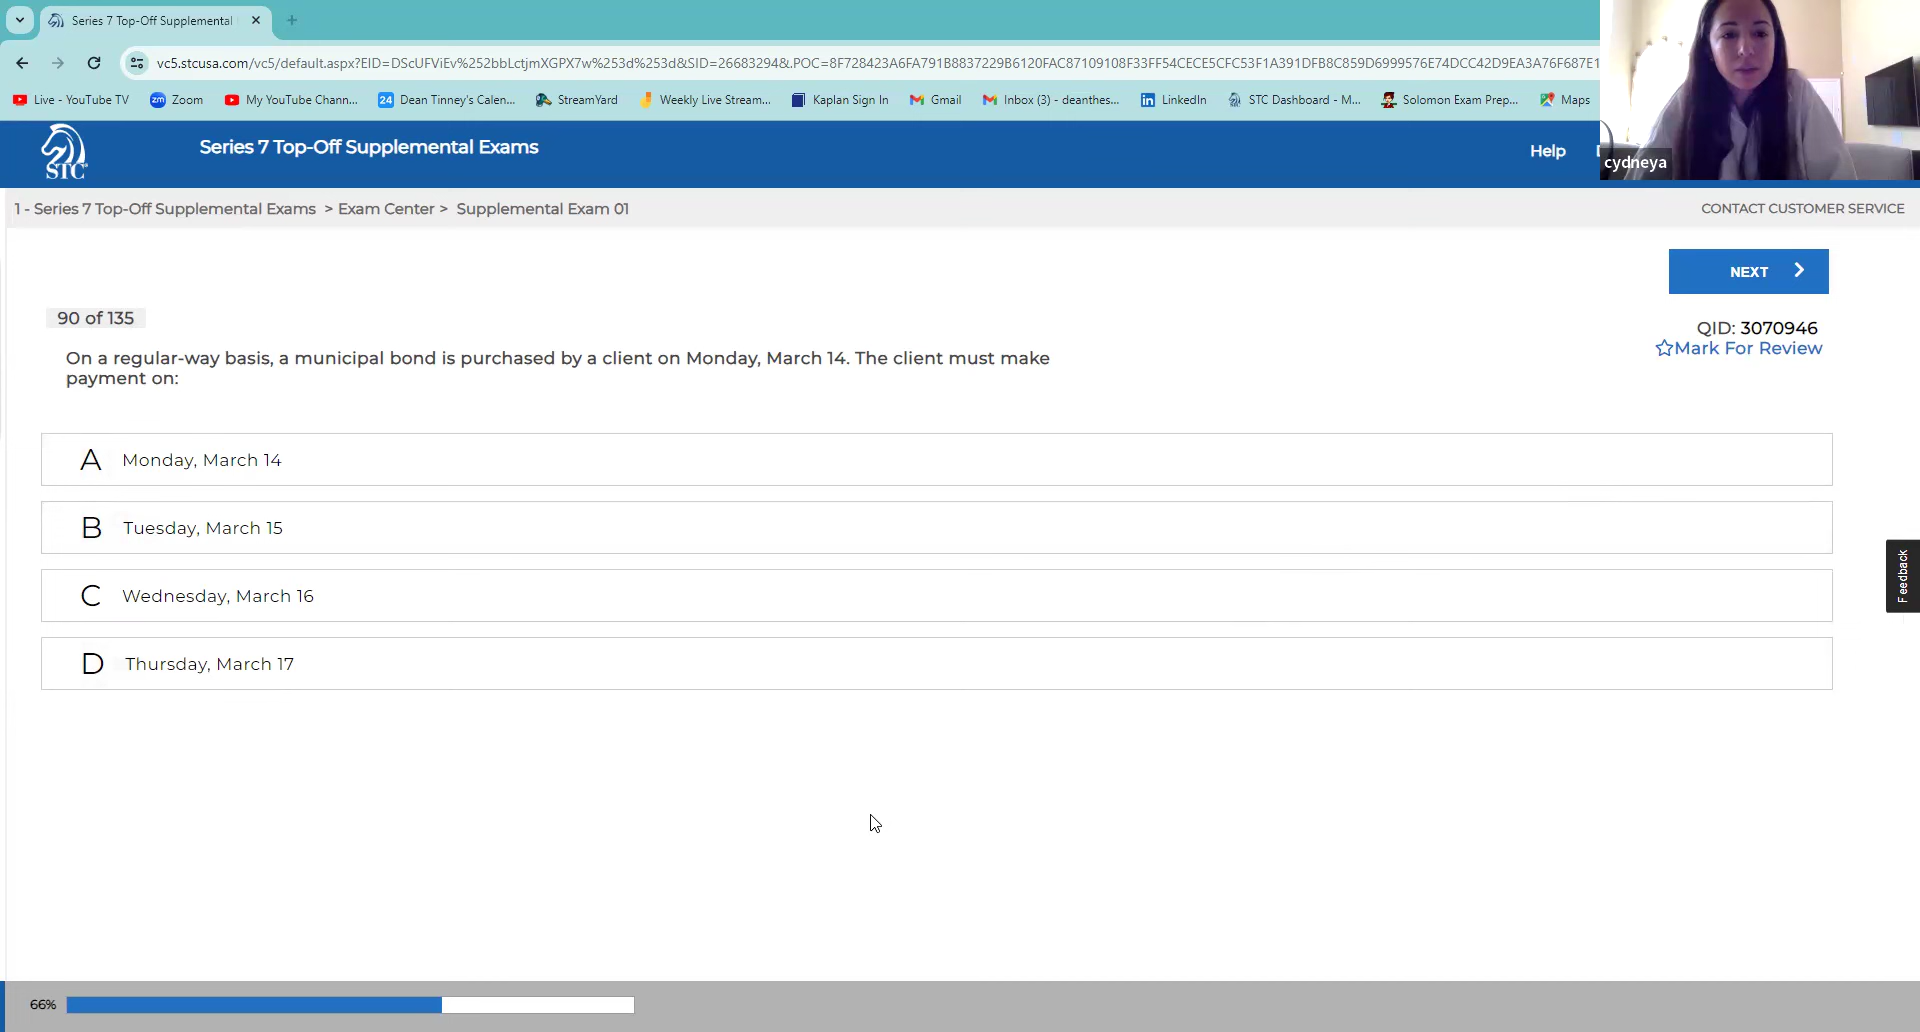 Series 7 Top-Off Supplemental
vc5.stcusa.com/vc5/default.aspx?EID=DScUFViEv%252bbLctjmXGPX7w%253d%253d&SID=26683294&.POC=8F728423A6FA791B8837229B6120FAC87109108F33FF54CECE5CFC53F1A391DFB8C859D6999576E74DCC42D9EA3A76F687E1
Live - YouTube TV
Zoom
My YouTube Chann...
24 Dean Tinney's Calen...
StreamYard
Weekly Live Stream...
Kaplan Sign In
Gmail
Inbox (3) - deanthes...
LinkedIn
STC Dashboard - M...
Solomon Exam Prep...
Maps
STC
Series 7 Top-Off Supplemental Exams
Help
cydneya
1 - Series 7 Top-Off Supplemental Exams > Exam Center > Supplemental Exam 01
CONTACT CUSTOMER SERVICE
NEXT
90 of 135
QID: 3070946
Mark For Review
On a regular-way basis, a municipal bond is purchased by a client on Monday, March 14. The client must make
payment on:
A Monday, March 14
B Tuesday, March 15
C Wednesday, March 16
D Thursday, March 17
Feedback
66%